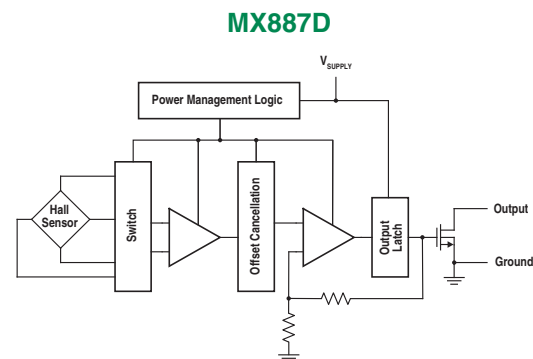 MX887D
VSUPPLY
Power Management Logic
Hall
Sensor
Switch
Offset Cancellation
Output
Latch
Output
Ground